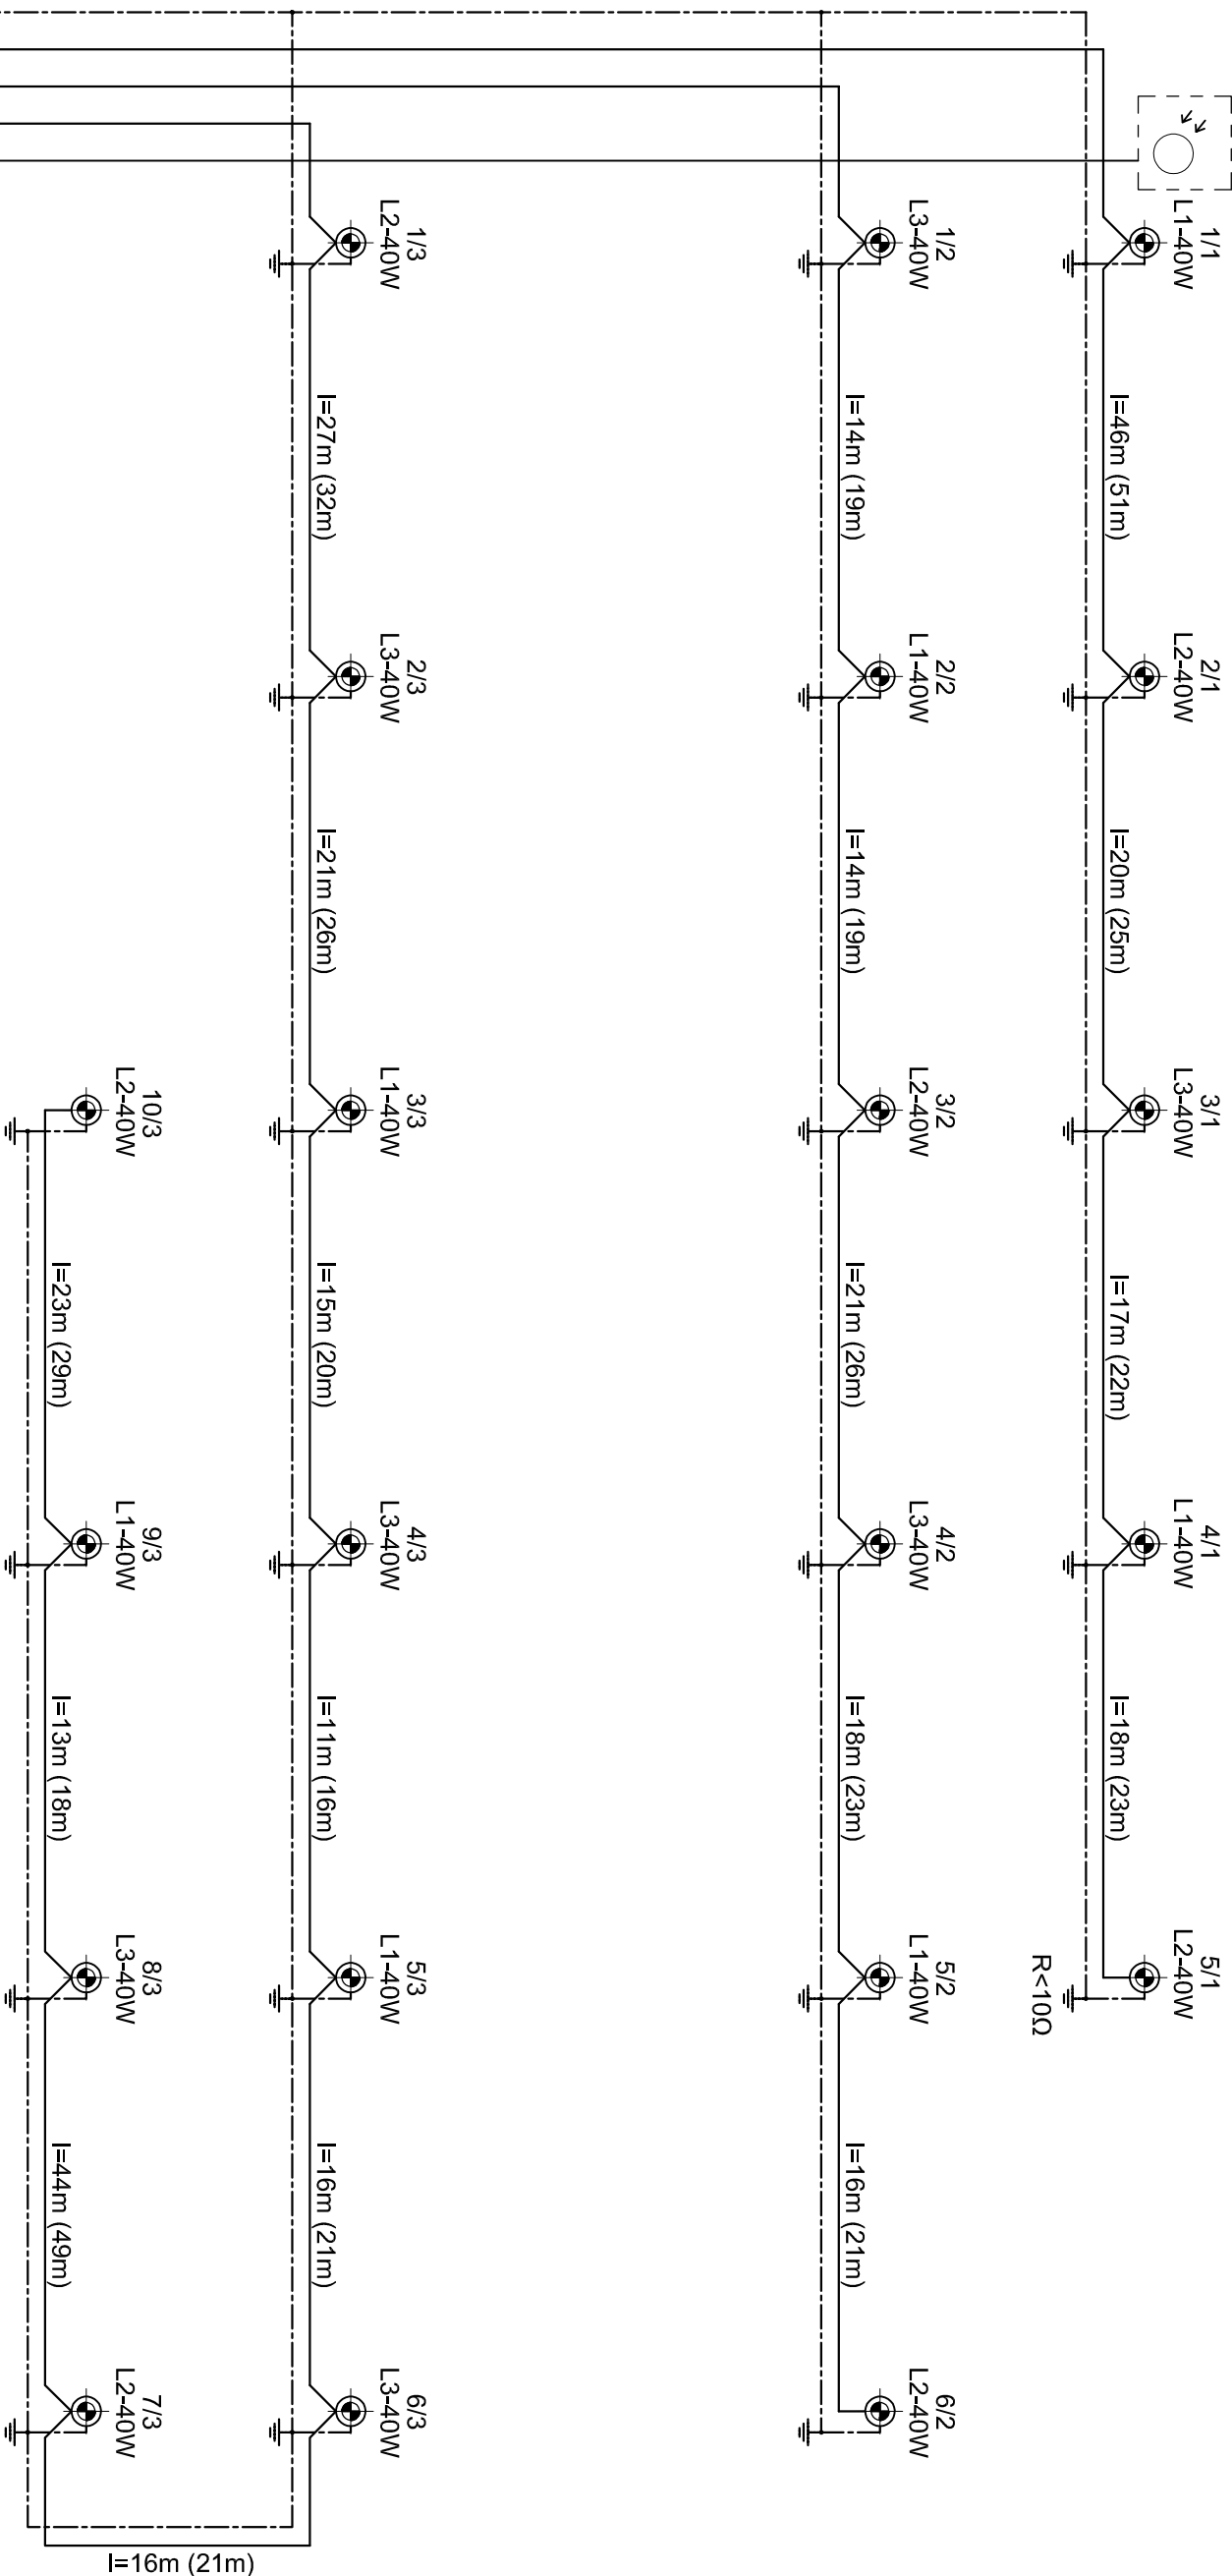 1/1
L1-40W
l=46m (51m)
2/1
L2-40W
l=20m (25m)
3/1
L3-40W
l=17m (22m)
4/1
L1-40W
l=18m (23m)
5/1
L2-40W
R<10Ω
1/2
L3-40W
l=14m (19m)
2/2
L1-40W
l=14m (19m)
3/2
L2-40W
l=21m (26m)
4/2
L3-40W
l=18m (23m)
5/2
L1-40W
l=16m (21m)
6/2
L2-40W
1/3
L2-40W
l=27m (32m)
2/3
L3-40W
l=21m (26m)
3/3
L1-40W
l=15m (20m)
4/3
L3-40W
l=11m (16m)
5/3
L1-40W
l=16m (21m)
6/3
L3-40W
l=16m (21m)
10/3
L2-40W
l=23m (29m)
9/3
L1-40W
l=13m (18m)
8/3
L3-40W
l=44m (49m)
7/3
L2-40W